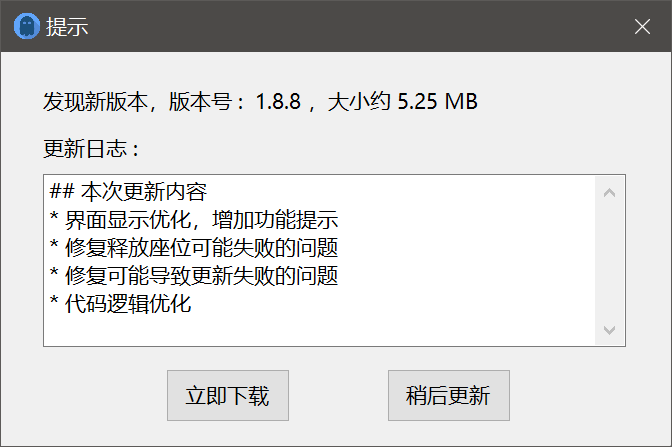 提示
发现新版本，版本号：1.8.8 ，大小约 5.25 MB
更新日志：
## 本次更新内容
* 界面显示优化，增加功能提示
* 修复释放座位可能失败的问题
* 修复可能导致更新失败的问题
* 代码逻辑优化
立即下载
稍后更新